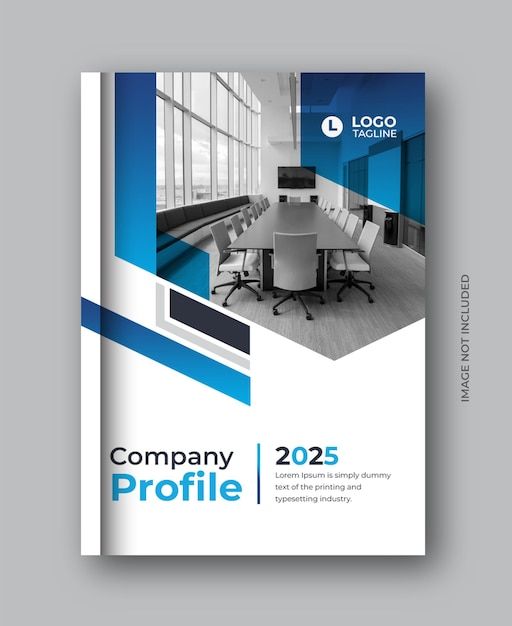 L
LOGO
TAGLINE
IMAGE NOT INCLUDED
Company
Profile
2025
Lorem Ipsum is simply dummy
text of the printing and
typesetting industry.